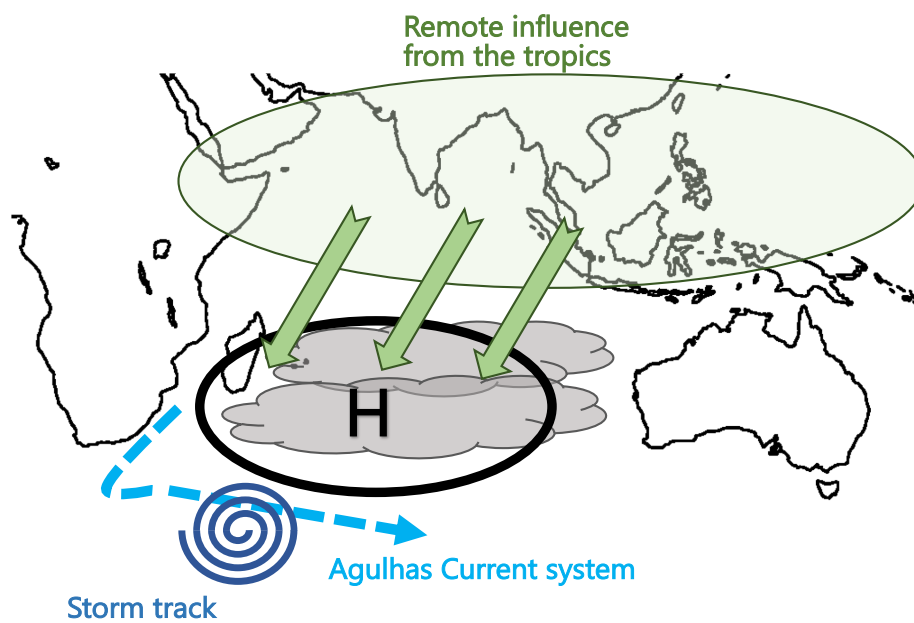 Remote influence
from the tropics
H
Agulhas Current system
Storm track